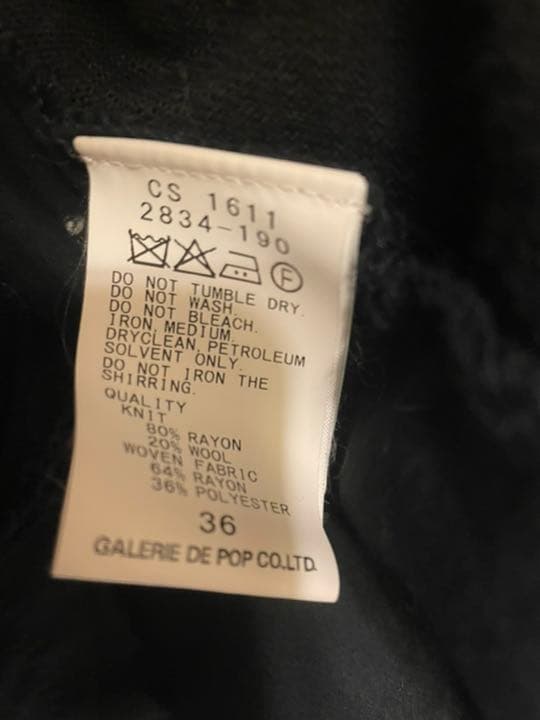 CS 1611
2834-190
F
DO NOT TUMBLE DRY.
DO NOT WASH.
DO NOT BLEACH.
IRON, MEDIUM.
DRYCLEAN, PETROLEUM
SOLVENT ONLY.
DO NOT IRON THE
SHIRRING.
QUALITY
KNIT
80% RAYON
20% WOOL
WOVEN FABRIC
64% RAYON
36% POLYESTER
36
GALERIE DE POP CO.LTD.